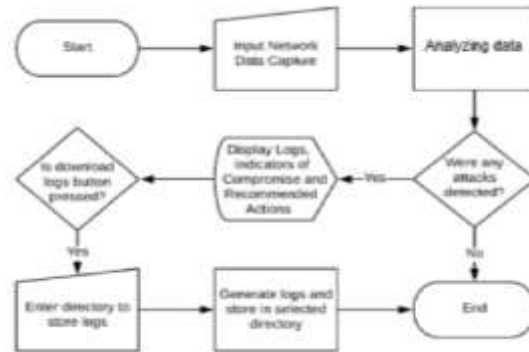 Start
Input Network
Data Capture
Analyzing data
Were any
attacks
detected?
Yes
Display Logs,
Indicators of
Compromise and
Recommended
Actions
Is download
logs button
pressed?
Yes
No
Enter directory to
store logs
Generate logs and
store in selected
directory
End